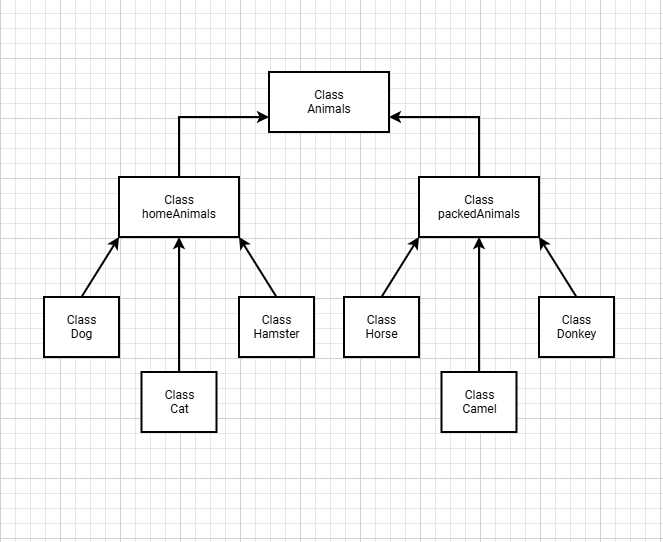 Class
Animals
Class
homeAnimals
Class
packedAnimals
Class
Dog
Class
Hamster
Class
Horse
Class
Donkey
Class
Cat
Class
Camel